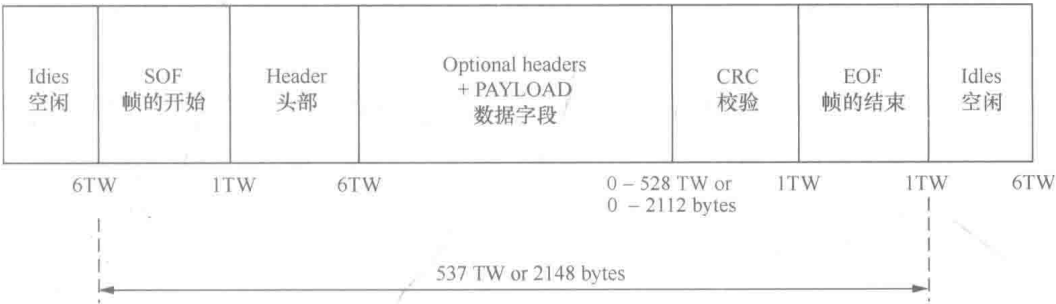 Idies
空闲
SOF
帧的开始
Header
头部
Optional headers
+ PAYLOAD
数据字段
CRC
校验
EOF
帧的结束
Idles
空闲
6TW
1TW
6TW
0 – 528 TW or
0 – 2112 bytes
1TW
1TW
6TW
537 TW or 2148 bytes